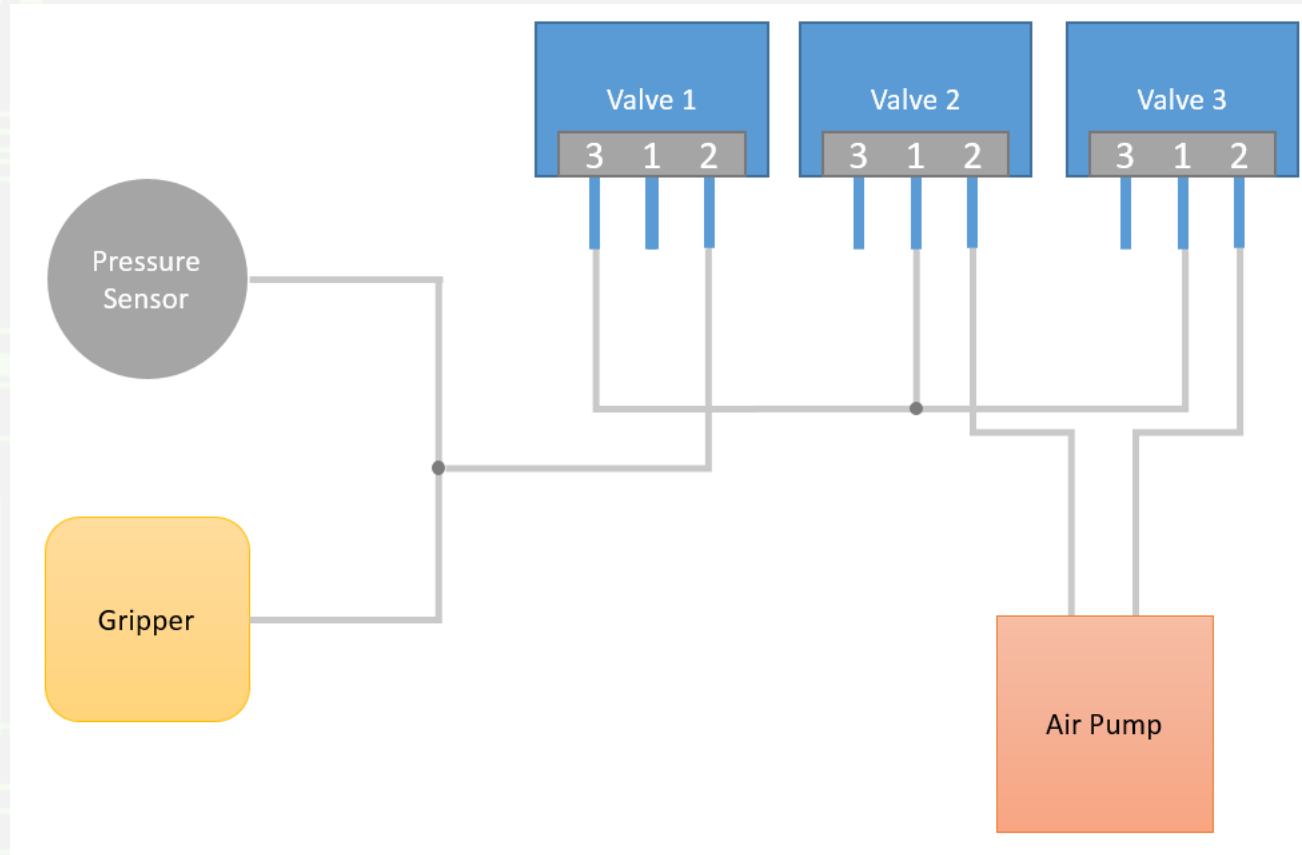 Valve 1
3 1 2
Valve 2
3 1 2
Valve 3
3 1 2
Pressure
Sensor
Gripper
Air Pump